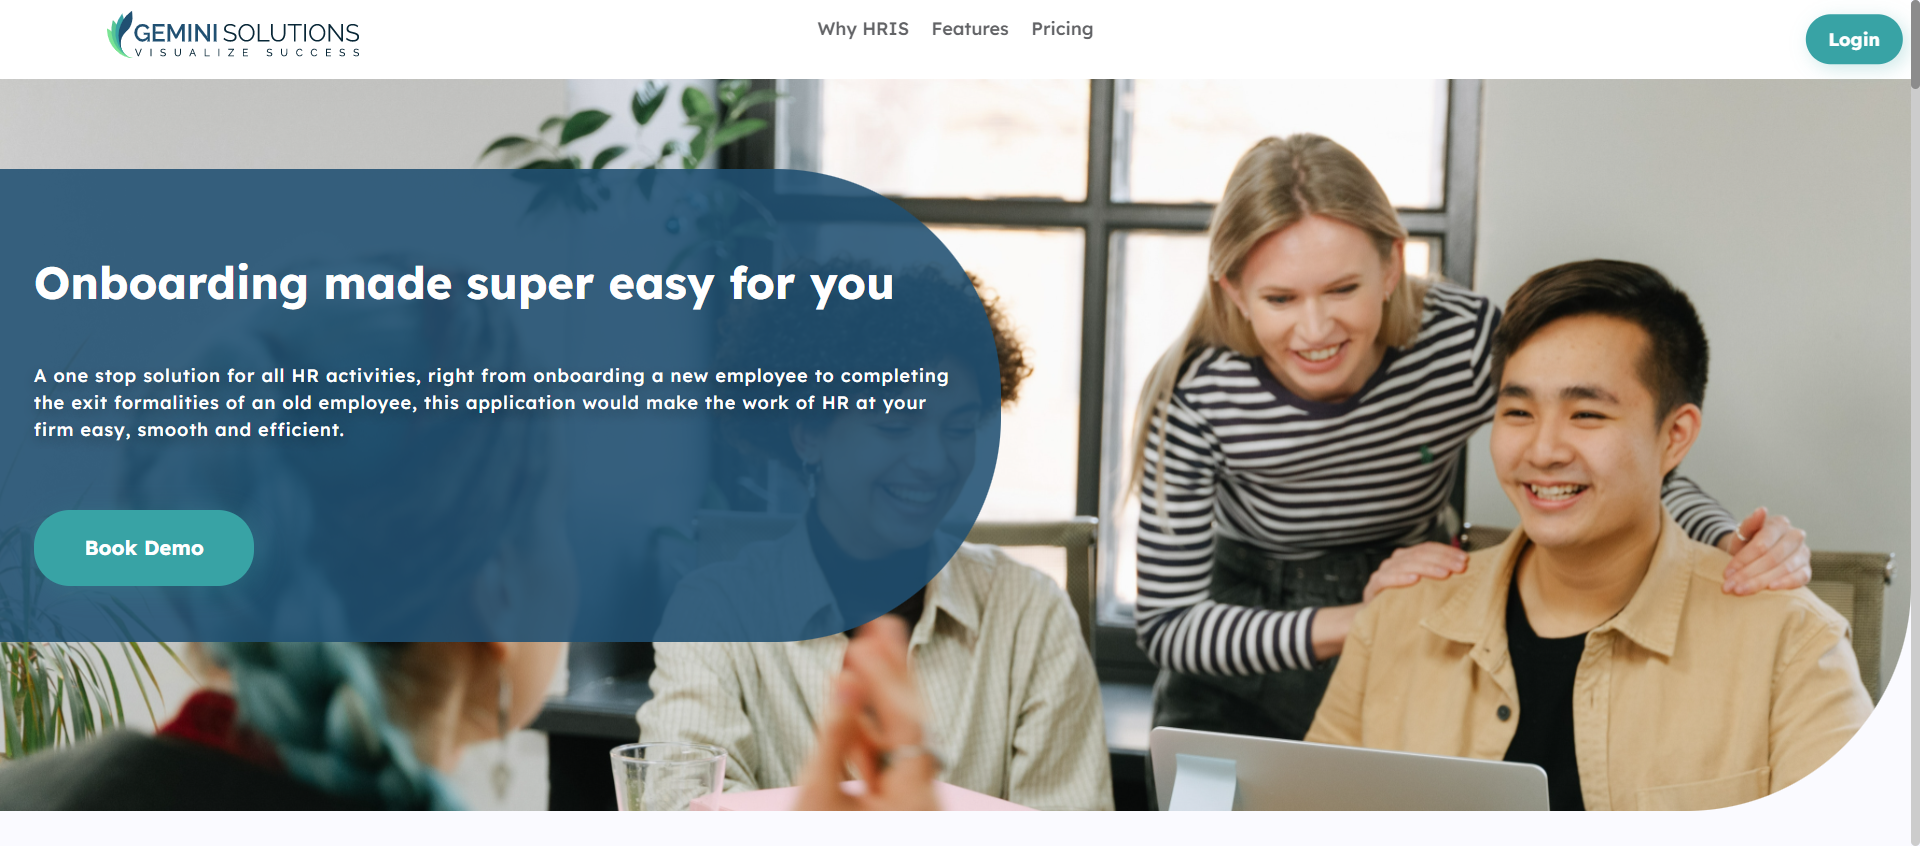 GEMINI SOLUTIONS
VISUALIZE SUCCESS
Why HRIS Features Pricing
Login
Onboarding made super easy for you
A one stop solution for all HR activities, right from onboarding a new employee to completing
the exit formalities of an old employee, this application would make the work of HR at your
firm easy, smooth and efficient.
Book Demo